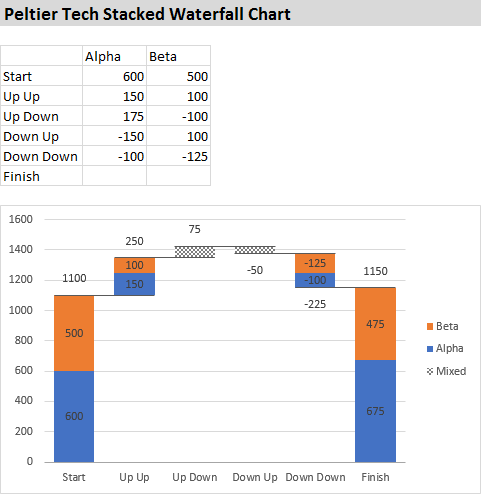 Peltier Tech Stacked Waterfall Chart
Alpha Beta
Start 600 500
Up Up 150 100
Up Down 175 -100
Down Up -150 100
Down Down -100 -125
Finish
1600
1400
1200
1000
800
600
400
200
0
1100
500
600
250
100
150
75
-50
-125
-100
-225
1150
475
675
Beta
Alpha
Mixed
Start Up Up Up Down Down Up Down Down Finish